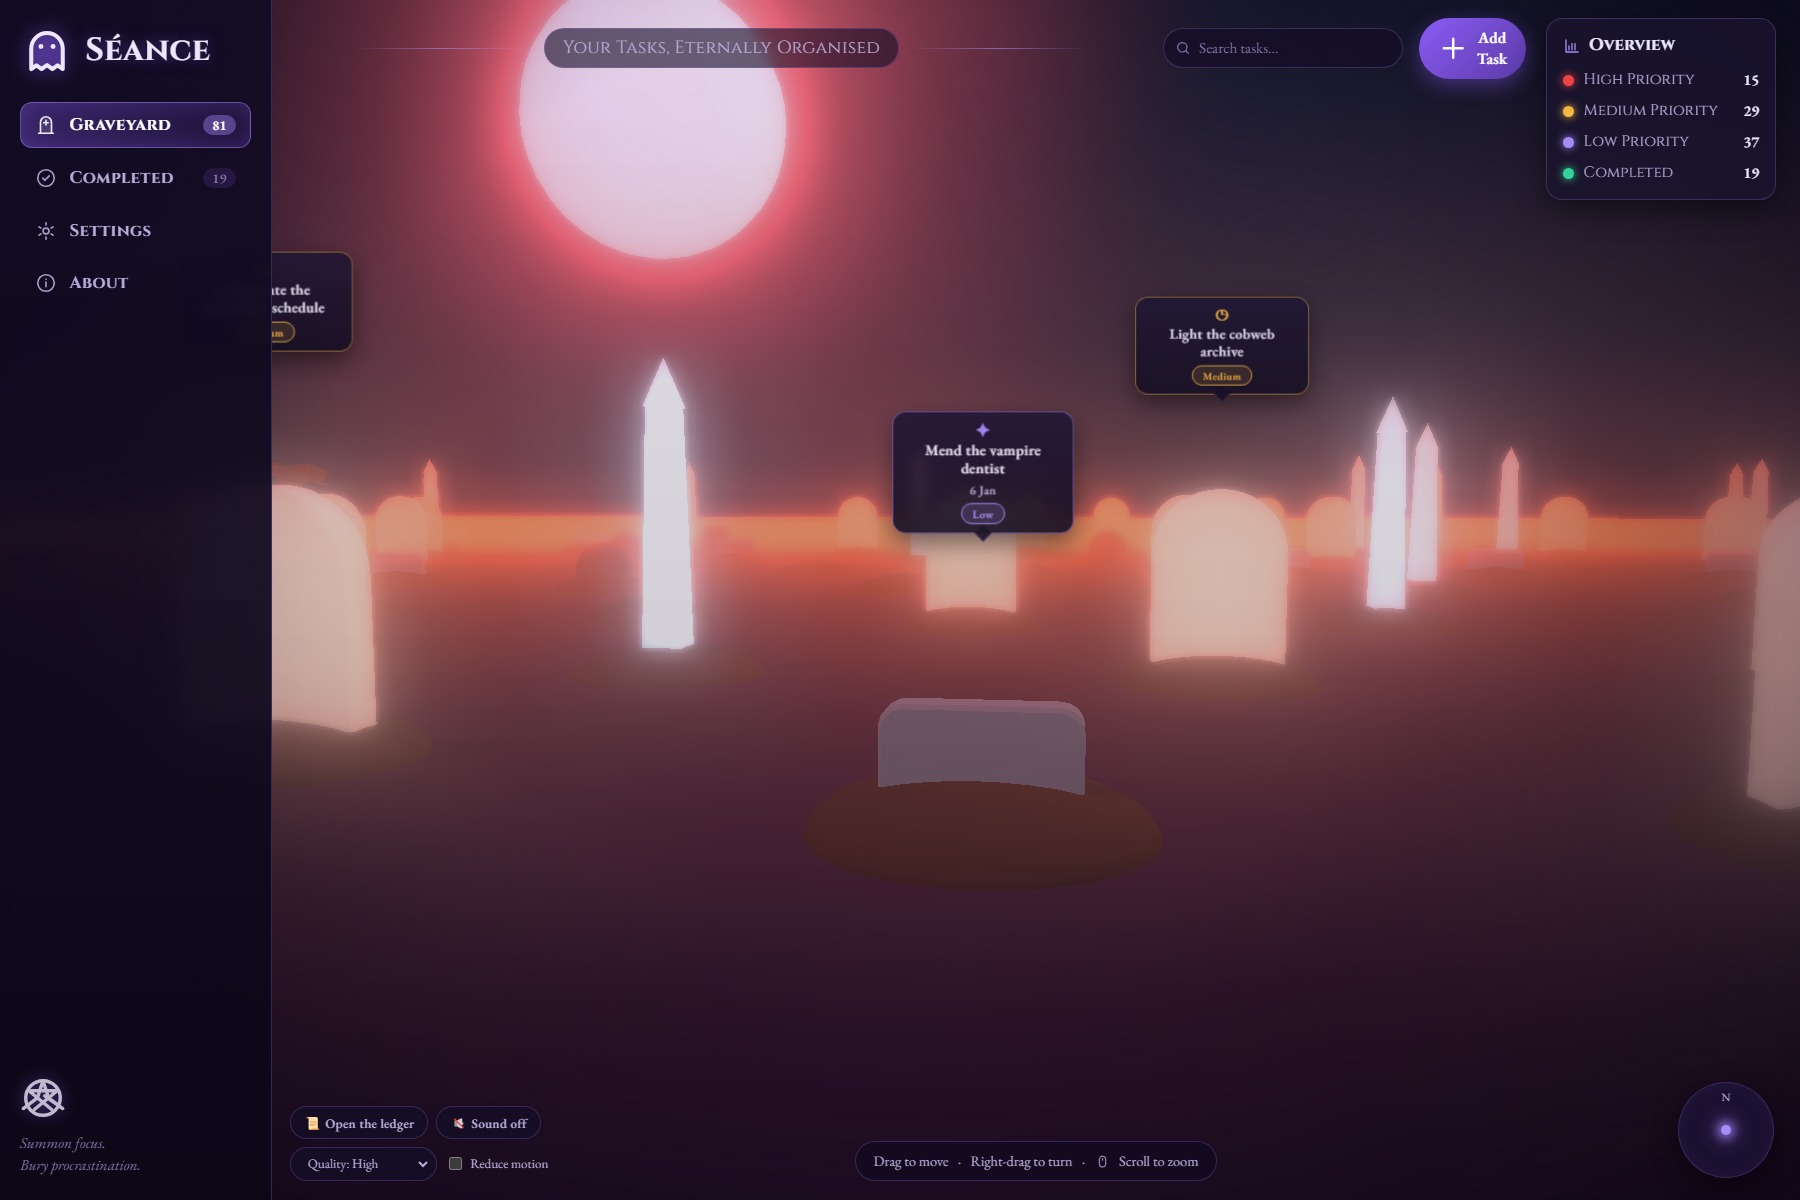 SÉANCE
GRAVEYARD 81
COMPLETED 19
SETTINGS
ABOUT
Summon focus.
Bury procrastination.
YOUR TASKS, ETERNALLY ORGANISED
Search tasks...
Add
Task
OVERVIEW
HIGH PRIORITY 15
MEDIUM PRIORITY 29
LOW PRIORITY 37
COMPLETED 19
the
schedule
Light the cobweb
archive
Medium
Mend the vampire
dentist
6 Jan
Low
Open the ledger
Sound off
Quality: High
Reduce motion
Drag to move · Right-drag to turn · Scroll to zoom
N